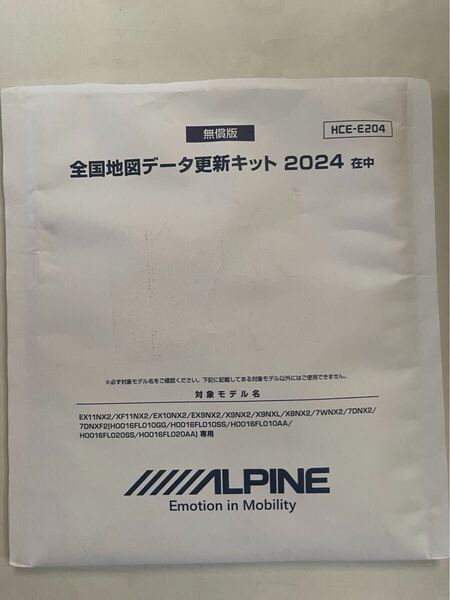 無償版
HCE-E204
全国地図データ更新キット 2024 在中
※必ず対象モデル名をご確認ください。下記に記載してある対象モデル以外にはご使用できません。
対象モデル名
EX11NX2/XF11NX2/EX10NX2/EX9NX2/X9NX2/X9NXL/X8NX2/7WNX2/7DNX2/
7DNXF2(H0016FL010GG/H0016FL010SS/H0016FL010AA/
H0016FL020SS/H0016FL020AA) 専用
ALPINE
Emotion in Mobility